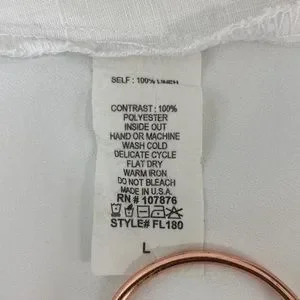 SELF : 100% LINEN
CONTRAST : 100%
POLYESTER
INSIDE OUT
HAND OR MACHINE
WASH COLD
DELICATE CYCLE
FLAT DRY
WARM IRON
DO NOT BLEACH
MADE IN U.S.A.
RN # 107876
STYLE# FL180
L